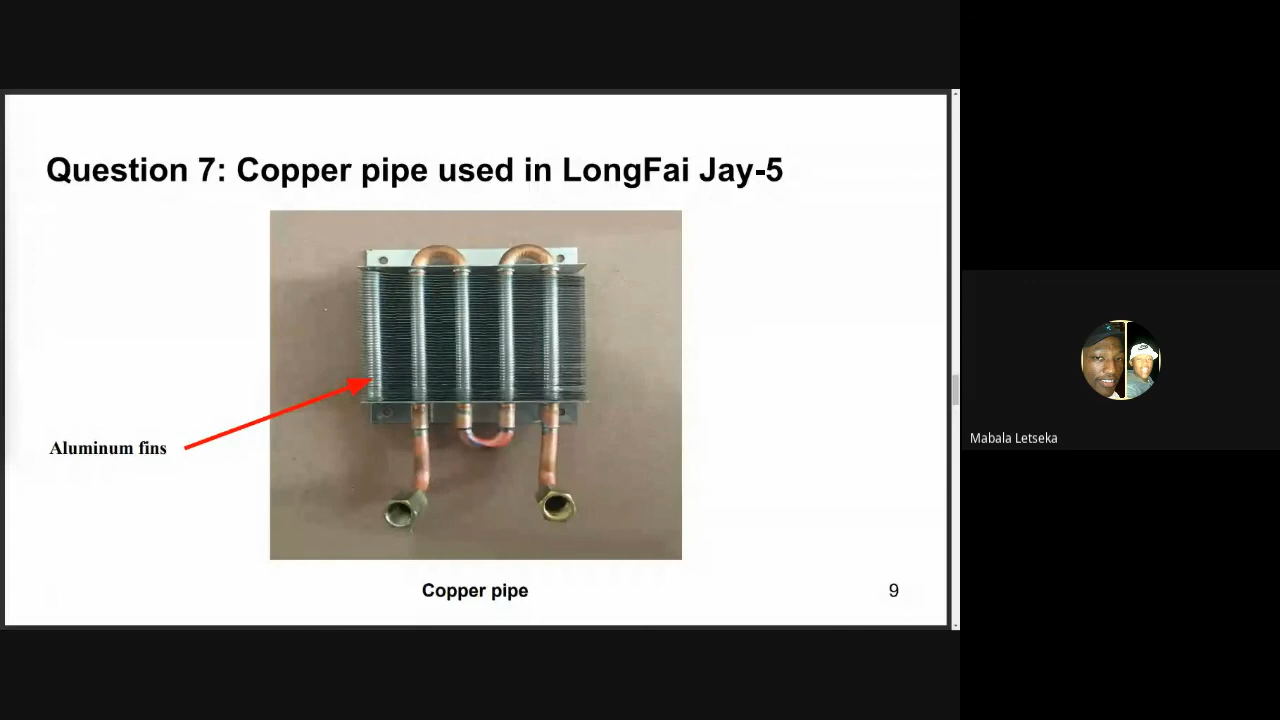 Question 7: Copper pipe used in LongFai Jay-5
Aluminum fins
Copper pipe
9
Mabala Letseka